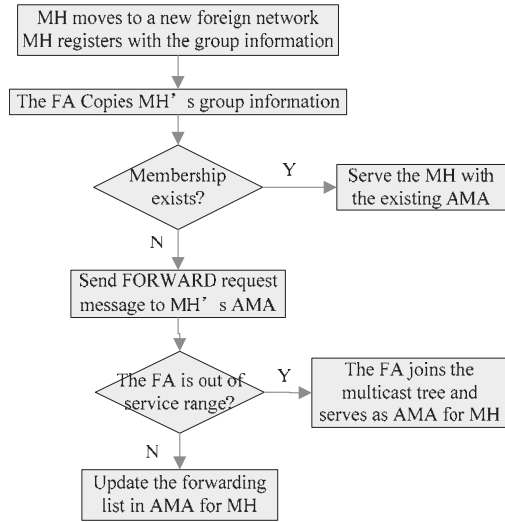 MH moves to a new foreign network
MH registers with the group information
The FA Copies MH’s group information
Membership
exists?
Y
Serve the MH with
the existing AMA
N
Send FORWARD request
message to MH’s AMA
The FA is out of
service range?
Y
The FA joins the
multicast tree and
serves as AMA for MH
N
Update the forwarding
list in AMA for MH